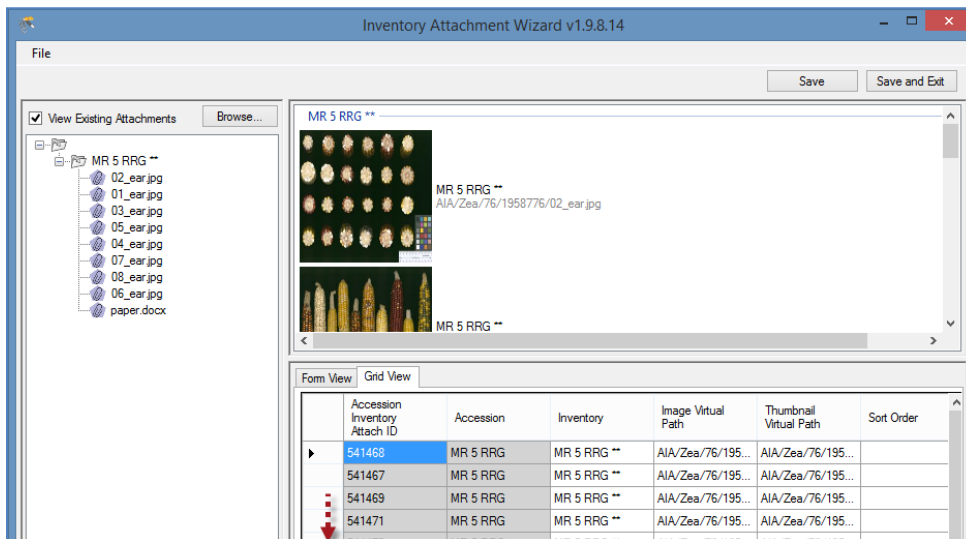 Inventory Attachment Wizard v1.9.8.14
File
Save
Save and Exit
View Existing Attachments
Browse...
MR 5 RRG **
02_ear.jpg
01_ear.jpg
03_ear.jpg
05_ear.jpg
04_ear.jpg
07_ear.jpg
08_ear.jpg
06_ear.jpg
paper.docx
MR 5 RRG **
MR 5 RRG **
AIA/Zea/76/1958776/02_ear.jpg
MR 5 RRG **
Form View Grid View
Accession Inventory Attach ID
Accession
Inventory
Image Virtual Path
Thumbnail Virtual Path
Sort Order
541468 MR 5 RRG MR 5 RRG ** AIA/Zea/76/195... AIA/Zea/76/195...
541467 MR 5 RRG MR 5 RRG ** AIA/Zea/76/195... AIA/Zea/76/195...
541469 MR 5 RRG MR 5 RRG ** AIA/Zea/76/195... AIA/Zea/76/195...
541471 MR 5 RRG MR 5 RRG ** AIA/Zea/76/195... AIA/Zea/76/195...